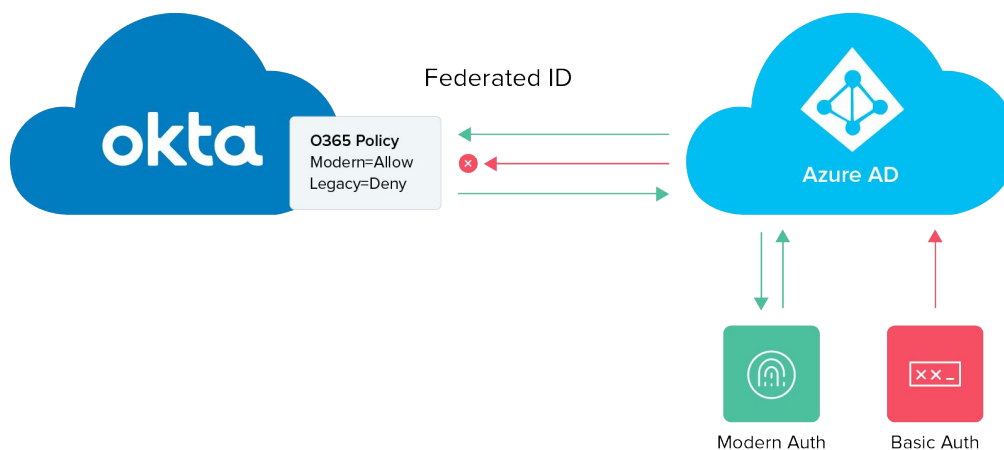 Federated ID
okta
O365 Policy
Modern=Allow
Legacy=Deny
Azure AD
××_
Modern Auth
Basic Auth